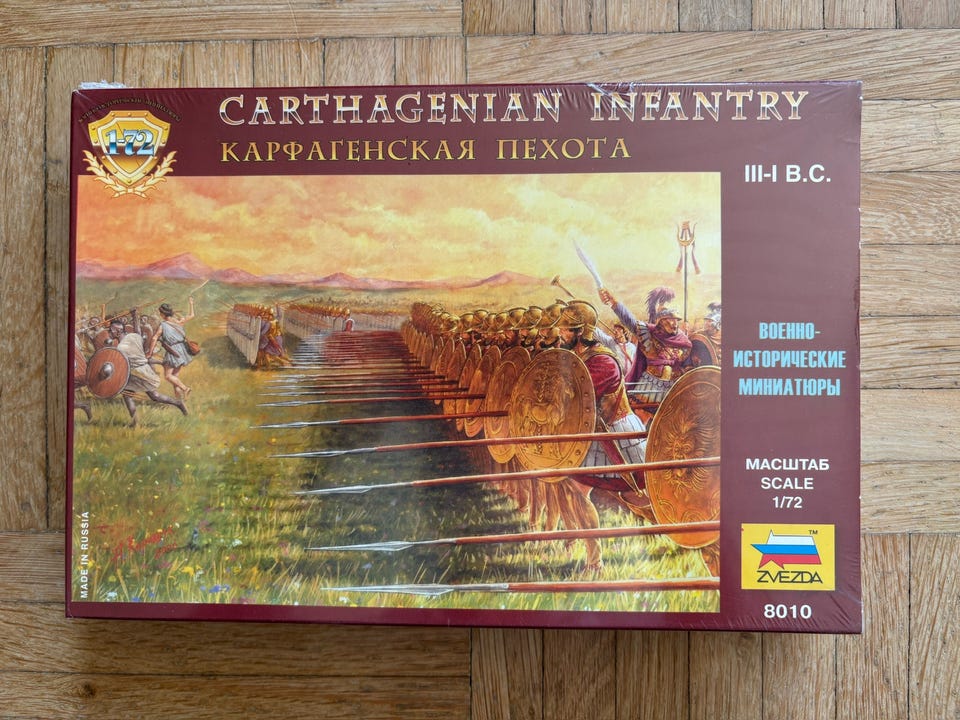 CARTHAGENIAN INFANTRY
1-72
КАРФАГЕНСКАЯ ПЕХОТА
III-I B.C.
ВОЕННО-
ИСТОРИЧЕСКИЕ
МИНИАТЮРЫ
МАСШТАБ
SCALE
1/72
TM
ZVEZDA
8010
MADE IN RUSSIA